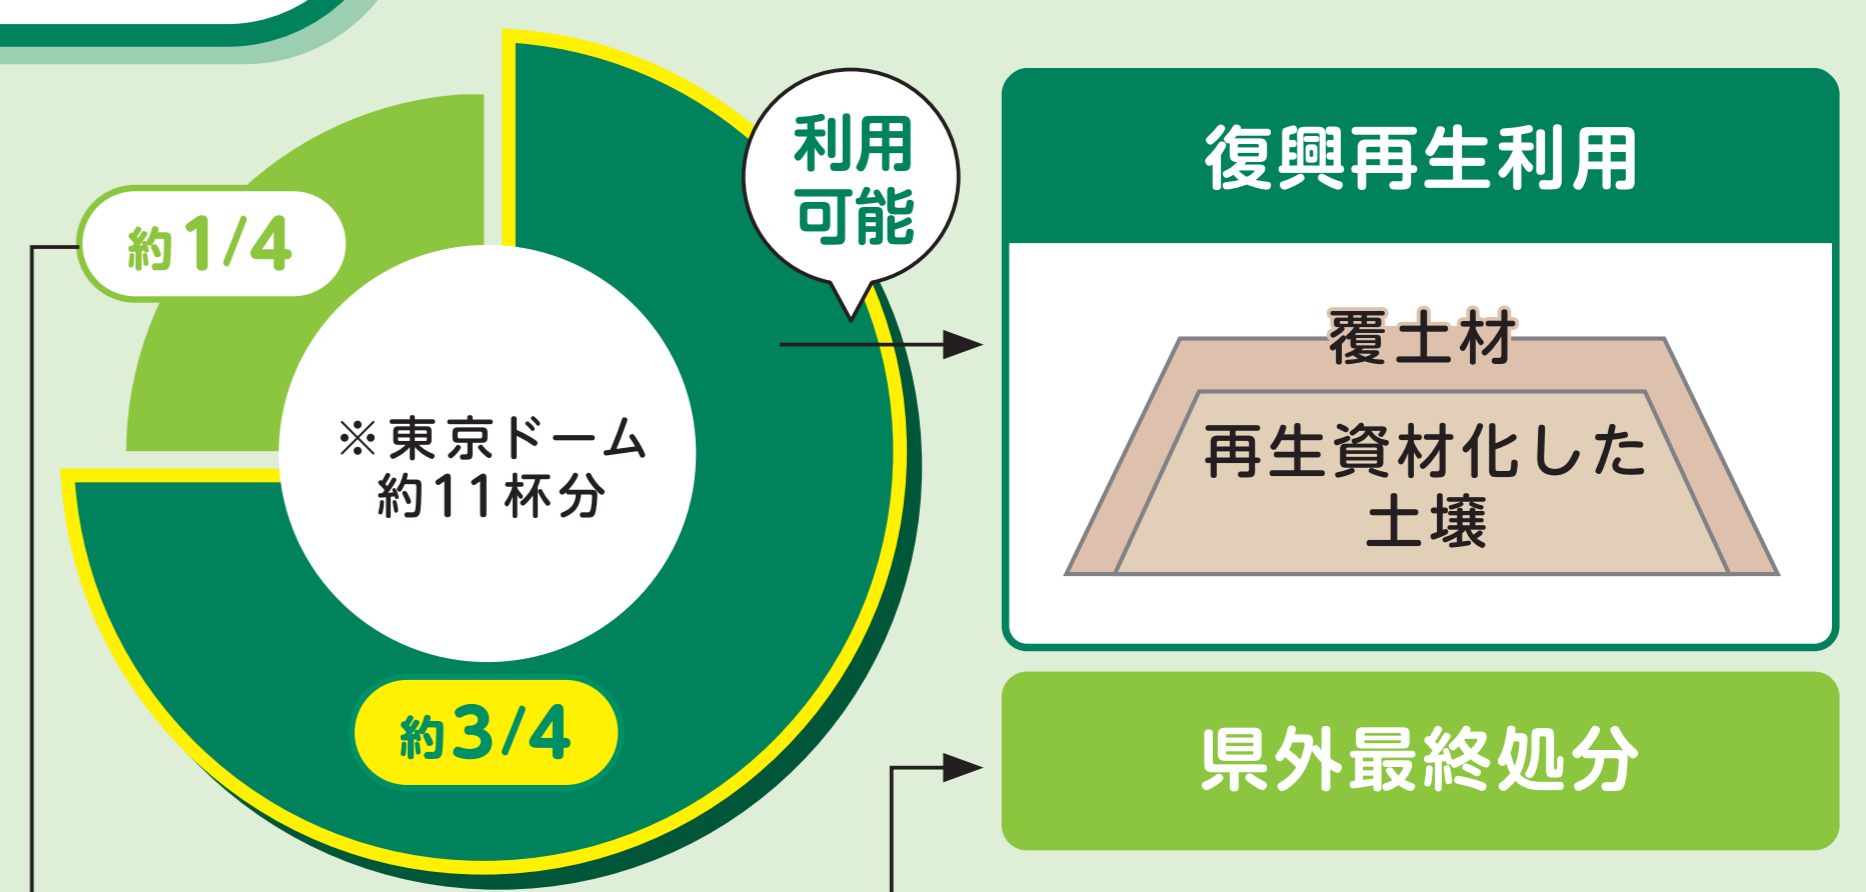 約1/4
利用
可能
※東京ドーム
約11杯分
約3/4
復興再生利用
覆土材
再生資材化した
土壌
県外最終処分